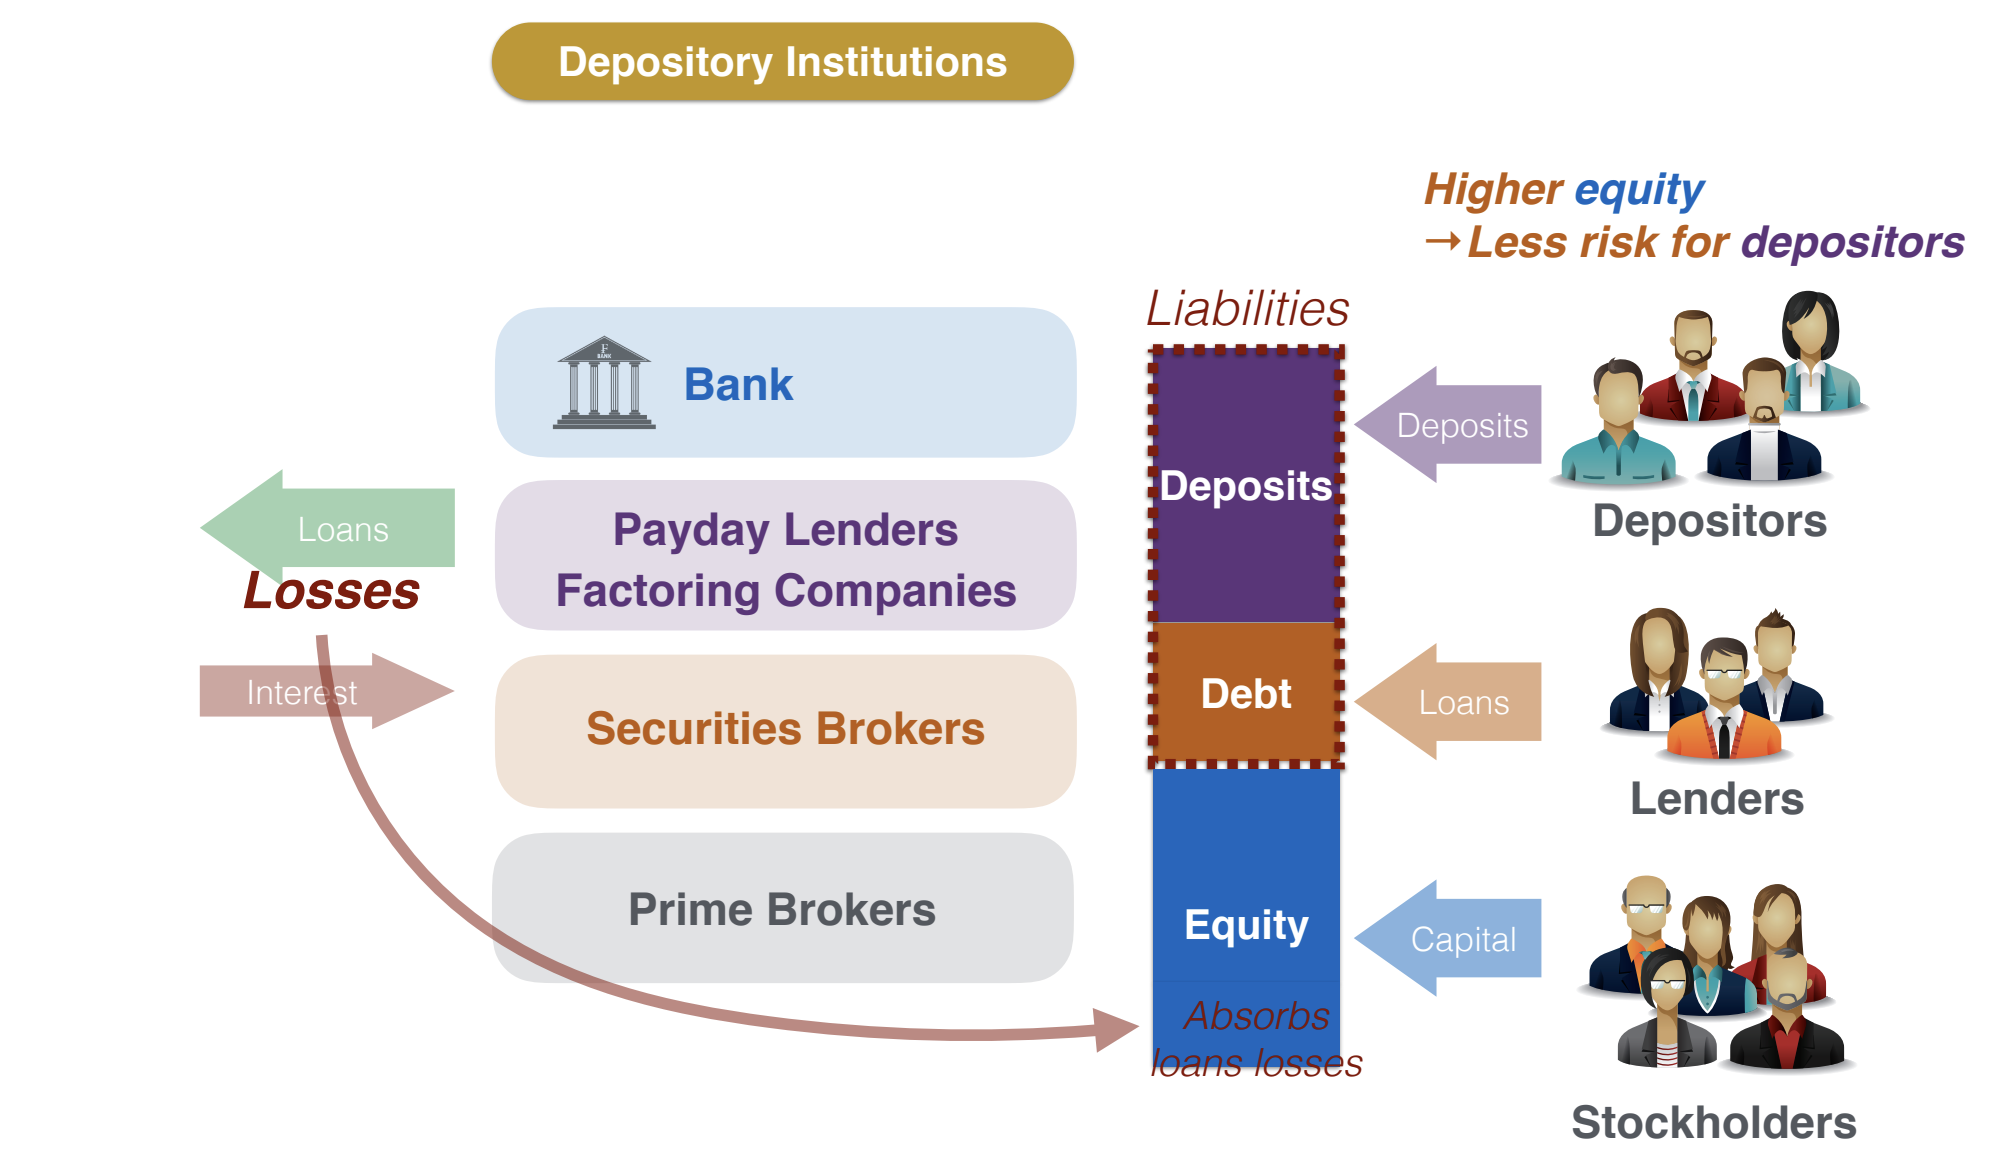 Depository Institutions
Higher equity
→ Less risk for depositors
Liabilities
F
BANK
Bank
Deposits
Deposits
Depositors
Loans
Losses
Payday Lenders
Factoring Companies
Interest
Securities Brokers
Debt
Loans
Lenders
Prime Brokers
Equity
Capital
Absorbs
loans losses
Stockholders